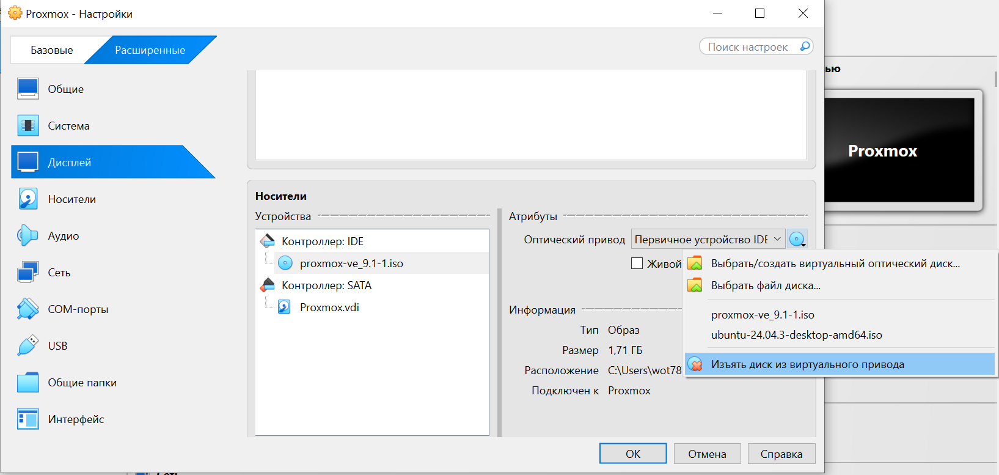 Proxmox - Настройки
Базовые
Расширенные
Поиск настроек
Общие
Система
Дисплей
Носители
Аудио
Сеть
COM-порты
USB
Общие папки
Интерфейс
Носители
Устройства
Контроллер: IDE
proxmox-ve_9.1-1.iso
Контроллер: SATA
Proxmox.vdi
Атрибуты
Оптический привод Первичное устройство IDE
Живой
Информация
Тип Образ
Размер 1,71 ГБ
Расположение C:\Users\wot78
Подключен к Proxmox
Выбрать/создать виртуальный оптический диск...
Выбрать файл диска...
proxmox-ve_9.1-1.iso
ubuntu-24.04.3-desktop-amd64.iso
Изъять диск из виртуального привода
OK
Отмена
Справка
ью
Proxmox